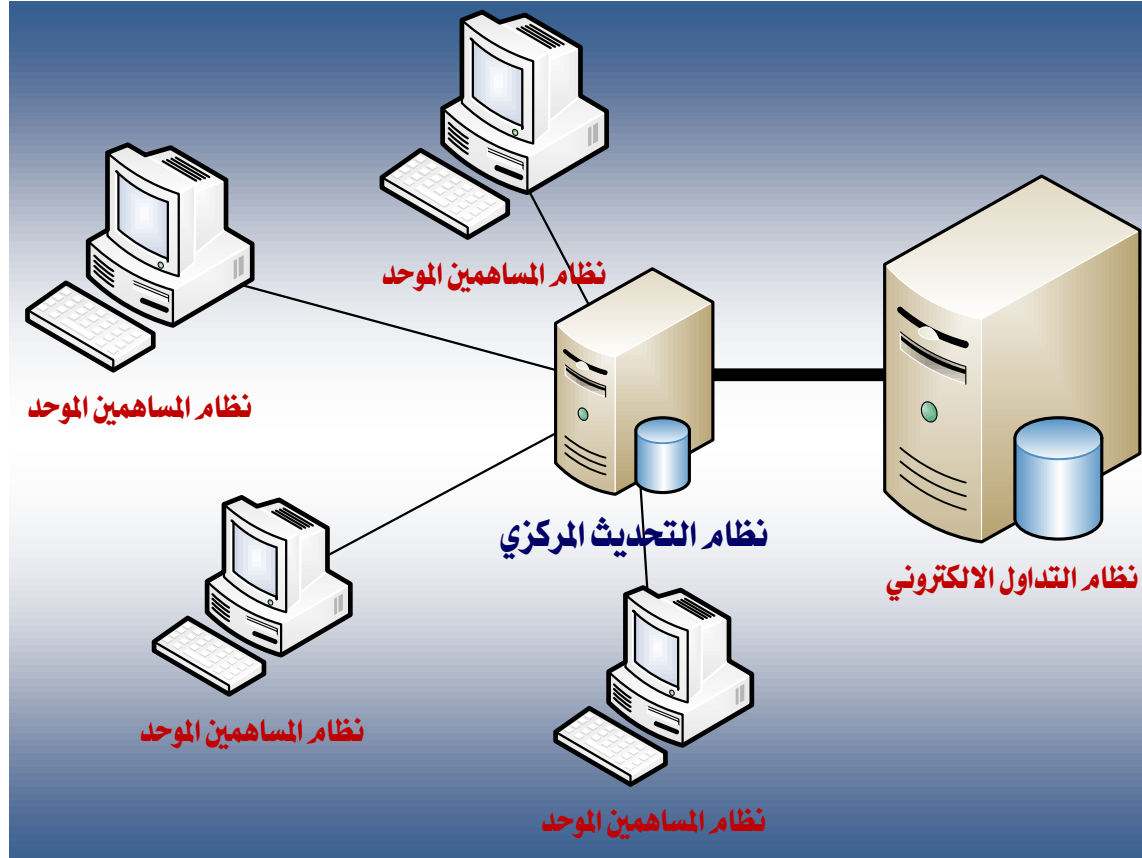 نظام المساهمين الموحد
نظام المساهمين الموحد
نظام التحديث المركزي
نظام التداول الالكتروني
نظام المساهمين الموحد
نظام المساهمين الموحد